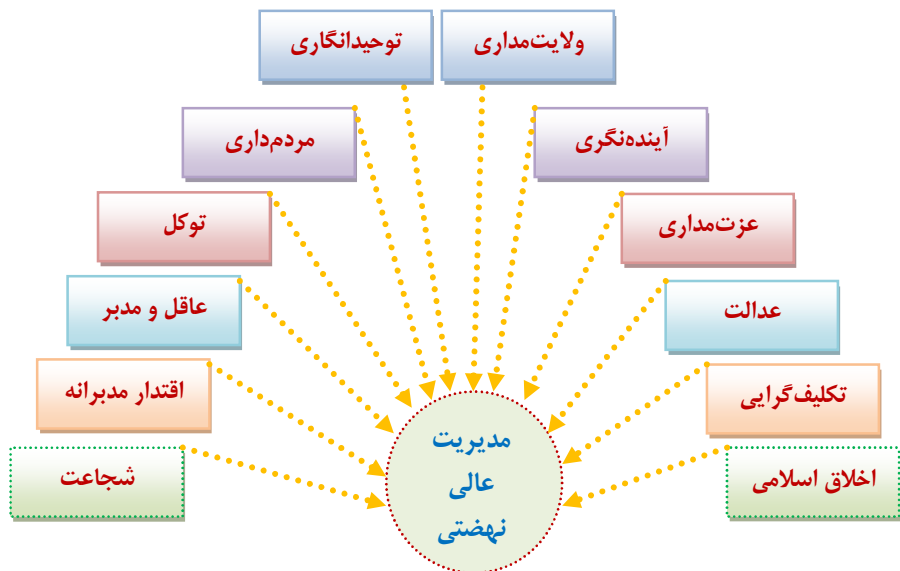 ولایت‌مداری
توحیدانگاری
آینده‌نگری
مردم‌داری
عزت‌مداری
توکل
عدالت
عاقل و مدبر
تکلیف‌گرایی
اقتدار مدبرانه
اخلاق اسلامی
شجاعت
مدیریت
عالی
نهضتی